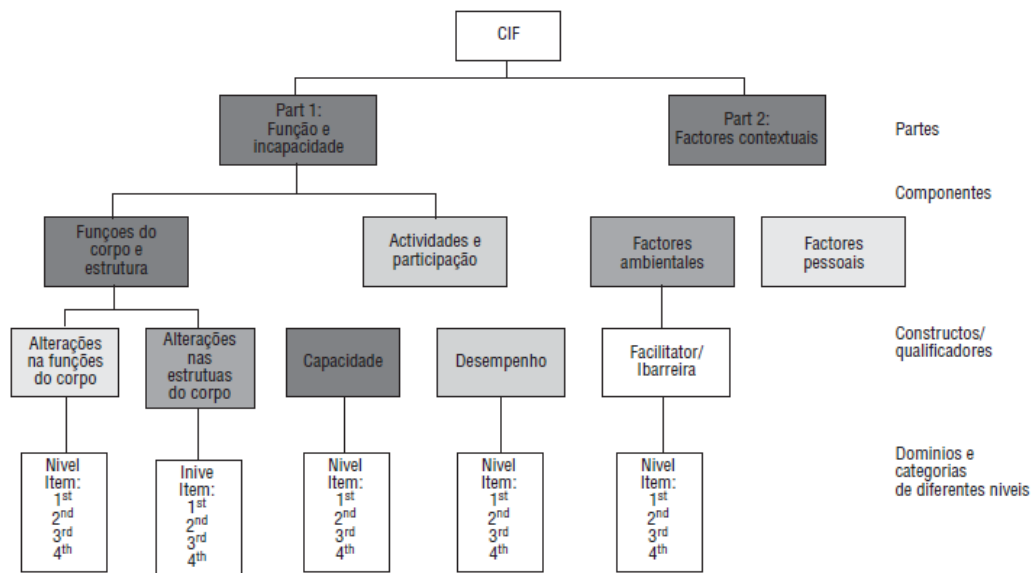 CIF
Part 1:
Função e
incapacidade
Part 2:
Factores contextuais
Partes
Componentes
Funçoes do
corpo e
estrutura
Actividades e
participação
Factores
ambientales
Factores
pessoais
Alterações
na funções
do corpo
Alterações
nas
estrutuas
do corpo
Capacidade
Desempenho
Facilitator/
Ibarreira
Constructos/
qualificadores
Nivel
Item:
1st
2nd
3rd
4th
Inive
Item:
1st
2nd
3rd
4th
Nivel
Item:
1st
2nd
3rd
4th
Nivel
Item:
1st
2nd
3rd
4th
Nivel
Item:
1st
2nd
3rd
4th
Dominios e
categorias
de diferentes niveis